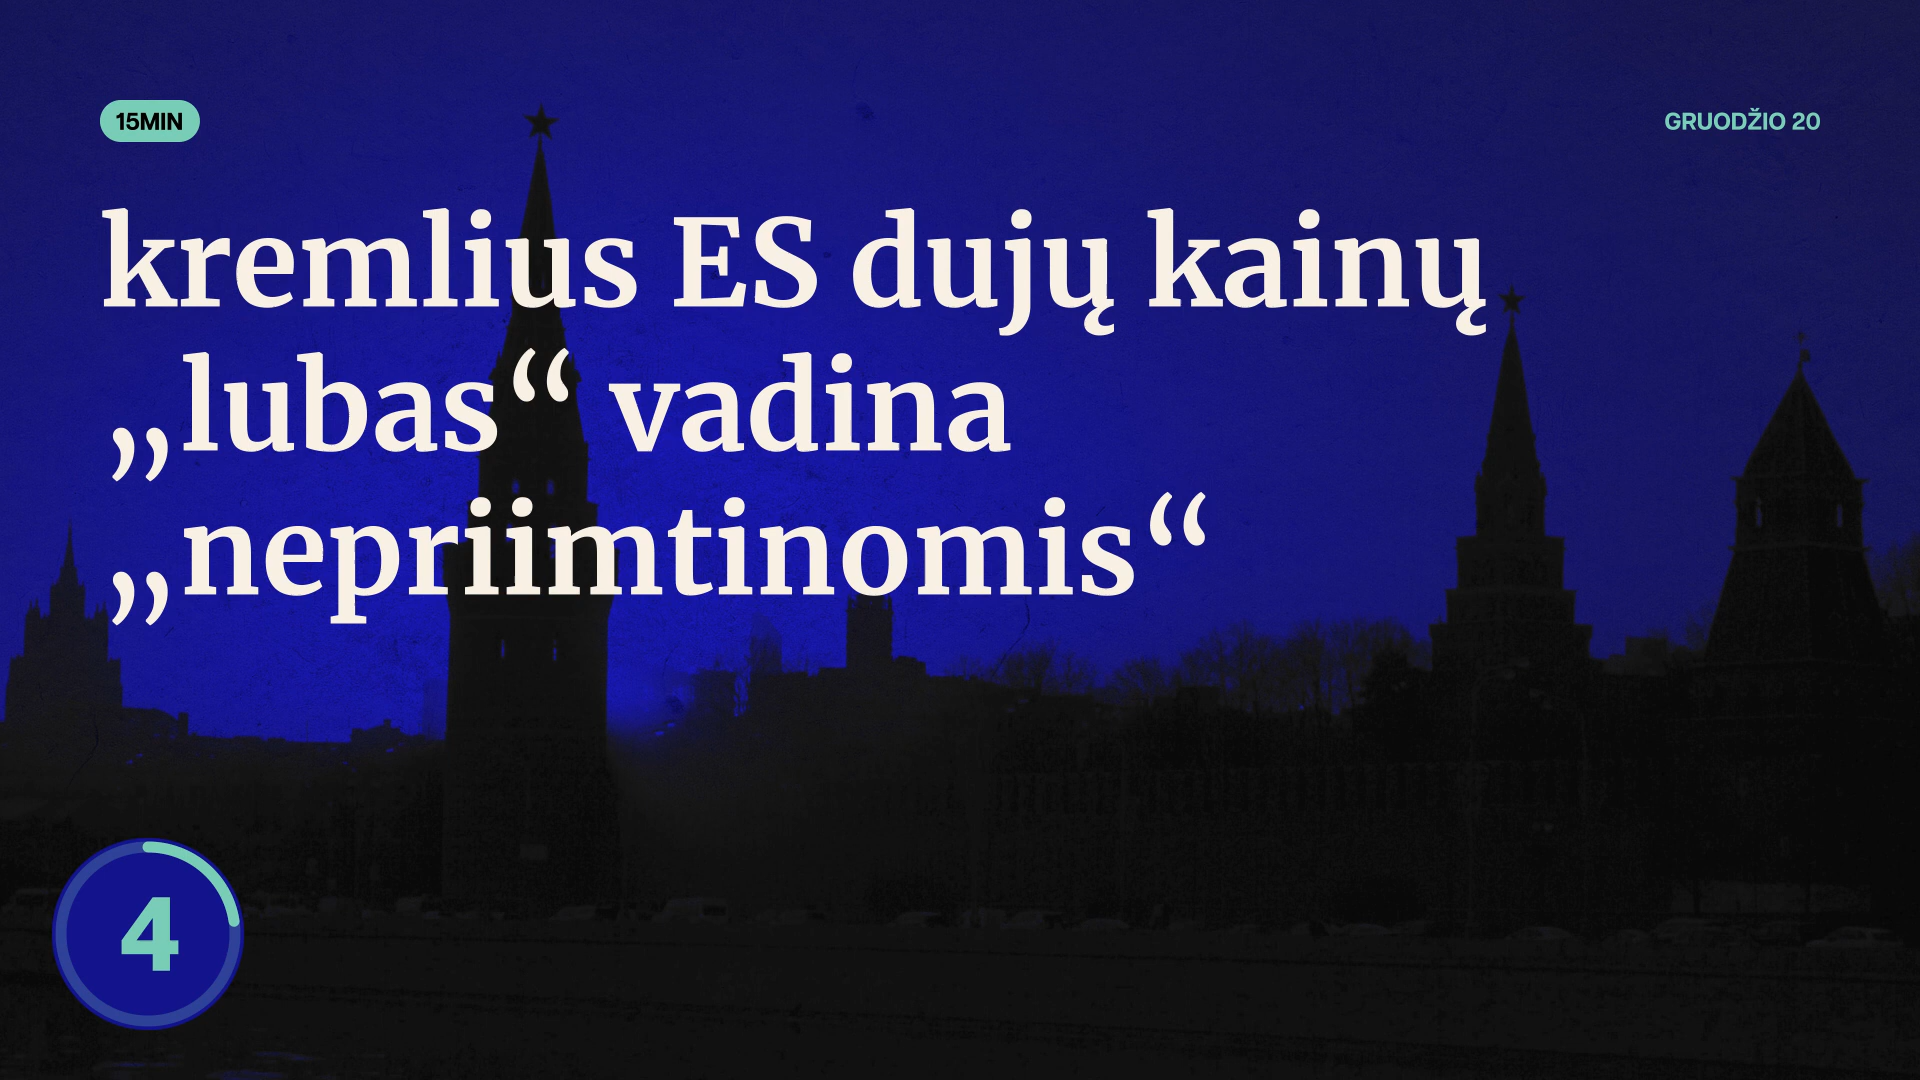 15MIN
GRUODŽIO 20
kremlius ES dujų kainų
„lubas“ vadina
„nepriimtinomis“
4